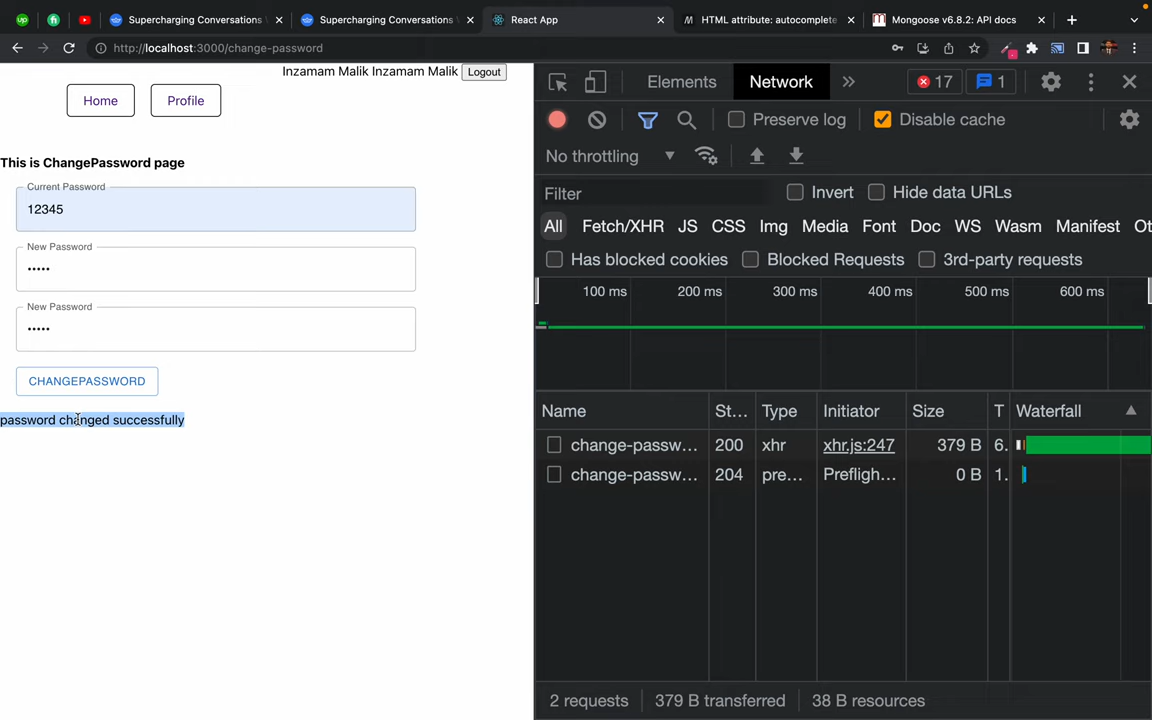 up fi Supercharging Conversations Supercharging Conversations React App M HTML attribute: autocomplete Mongoose v6.8.2: API docs
http://localhost:3000/change-password
Inzamam Malik Inzamam Malik Logout
Home Profile
This is ChangePassword page
Current Password
12345
New Password
•••••
New Password
•••••
CHANGEPASSWORD
password changed successfully
Elements Network 17 1
Preserve log Disable cache
No throttling
Filter Invert Hide data URLs
All Fetch/XHR JS CSS Img Media Font Doc WS Wasm Manifest Ot
Has blocked cookies Blocked Requests 3rd-party requests
100 ms 200 ms 300 ms 400 ms 500 ms 600 ms
Name St... Type Initiator Size T Waterfall
change-passw... 200 xhr xhr.js:247 379 B 6.
change-passw... 204 pre... Prefligh... 0 B 1.
2 requests 379 B transferred 38 B resources